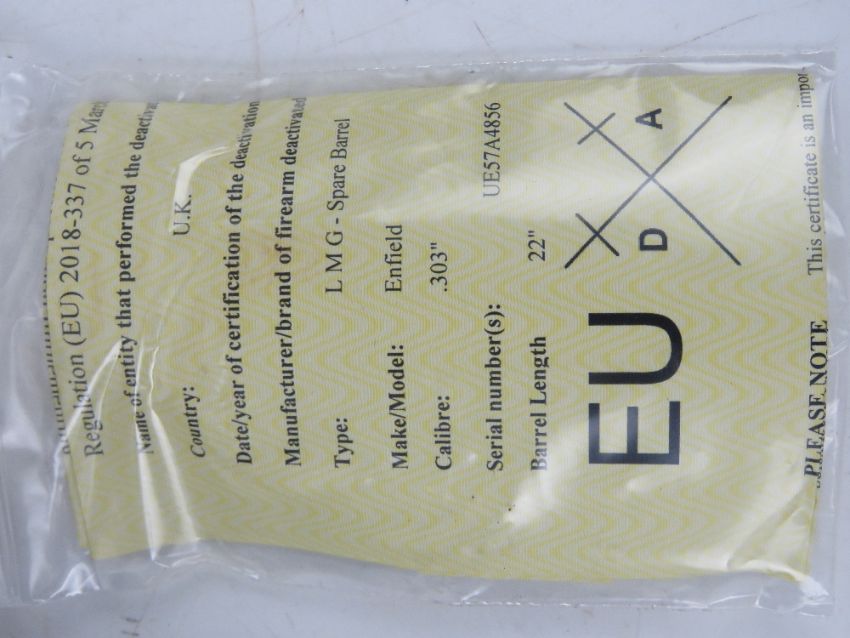 Regulation (EU) 2018-337 of 5 Mar
Name of entity that performed the deactiva
Country: U.K.
Date/year of certification of the deactivation
Manufacturer/brand of firearm deactivated
Type: L M G - Spare Barrel
Make/Model: Enfield
Calibre: .303"
Serial number(s): UE57A4856
Barrel Length 22"
EU D A
PLEASE NOTE This certificate is an impor